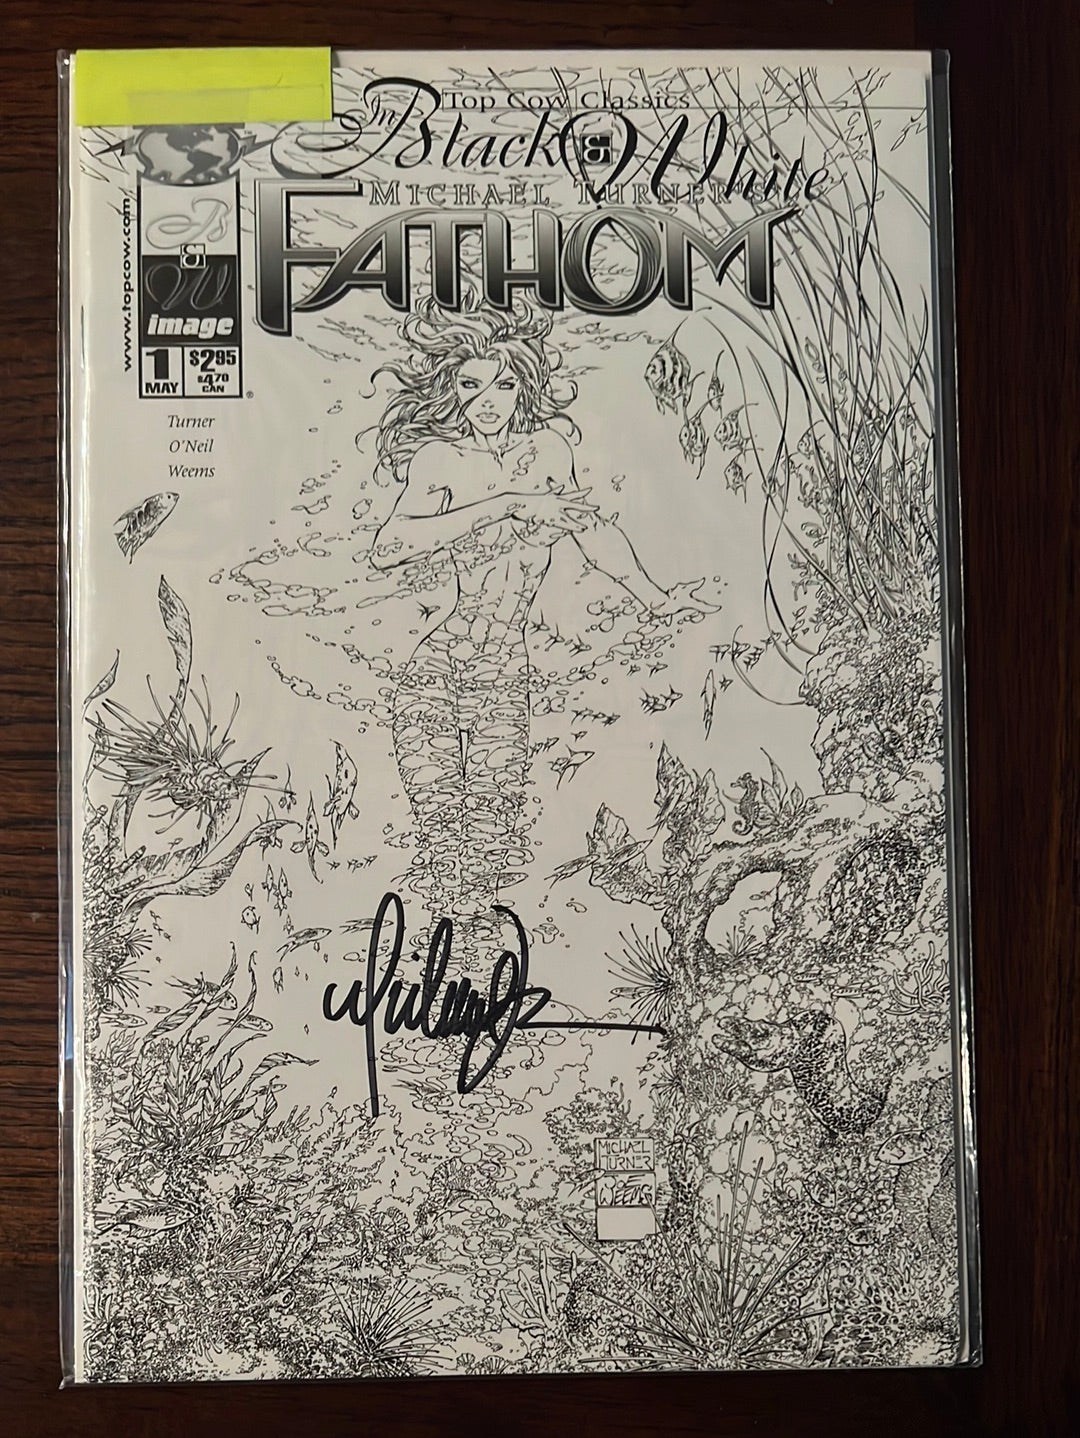 Top Cow Classics
In Black & White
MICHAEL TURNER'S
FATHOM
www.topcow.com
B
&
W
image
1
MAY
$2.95
$4.70
CAN
Turner
O'Neil
Weems
MICHAEL
TURNER
WEEMS